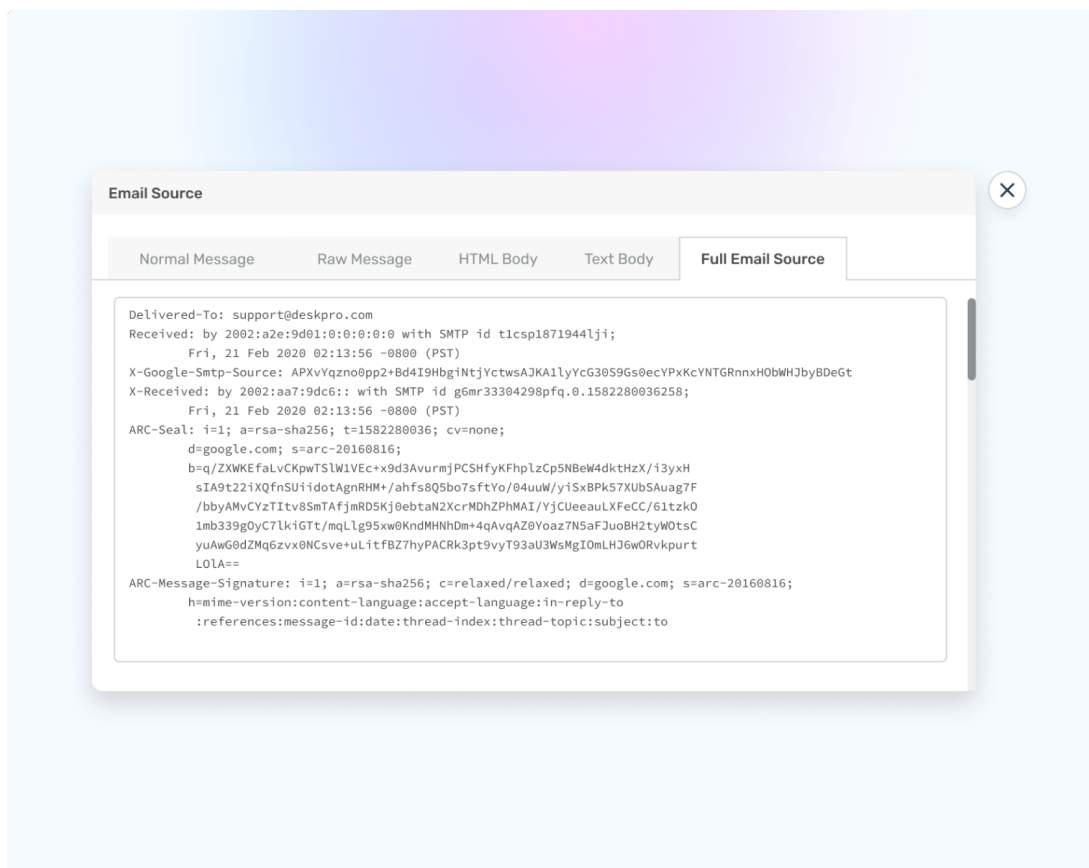 Email Source
Normal Message Raw Message HTML Body Text Body Full Email Source
Delivered-To: support@deskpro.com
Received: by 2002:a2e:9d01:0:0:0:0:0 with SMTP id t1csp1871944lji;
Fri, 21 Feb 2020 02:13:56 -0800 (PST)
X-Google-Smtp-Source: APXvYqzno0pp2+Bd4I9HbgiNtjYctwsAJKA1lyYcG30S9Gs0ecYPxKcYNTGRnnxHObWHJbyBDeGt
X-Received: by 2002:aa7:9dc6:: with SMTP id g6mr33304298pfq.0.1582280036258;
Fri, 21 Feb 2020 02:13:56 -0800 (PST)
ARC-Seal: i=1; a=rsa-sha256; t=1582280036; cv=none;
d=google.com; s=arc-20160816;
b=q/ZXWKEfaLvCKpwTSlW1VEc+x9d3AvurmjPCSHfyKFhplzCp5NBeW4dktHzX/i3yxH
sIA9t22iXQfnSUiidotAgnRHM+/ahfs8Q5bo7sftYo/04uuW/yiSxBPk57XUbSAuag7F
/bbyAMvCYzTItv8SmTAfjmRD5Kj0ebtaN2XcrMDhZPhMAI/YjCUeeauLXFeCC/61tzkO
1mb339gOyC7lkiGTt/mqLlg95xw0KndMHNhDm+4qAvqAZ0Yoaz7N5aFJuoBH2tyWOtsC
yuAwG0dZMq6zvx0NCsve+uLitfBZ7hyPACRk3pt9vyT93aU3WsMgIOmLHJ6wORvkpurt
LOlA==
ARC-Message-Signature: i=1; a=rsa-sha256; c=relaxed/relaxed; d=google.com; s=arc-20160816;
h=mime-version:content-language:accept-language:in-reply-to
:references:message-id:date:thread-index:thread-topic:subject:to